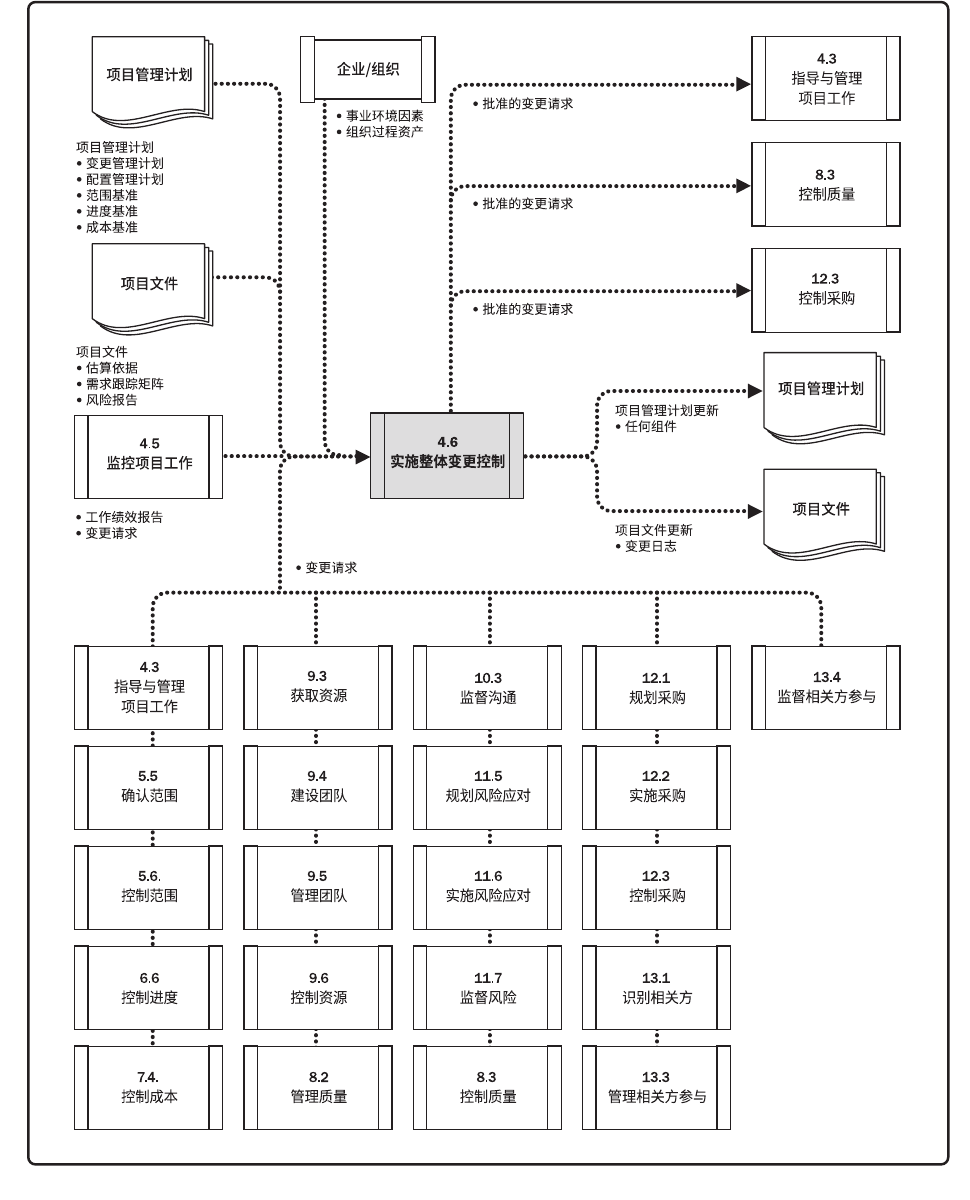 项目管理计划
项目管理计划
• 变更管理计划
• 配置管理计划
• 范围基准
• 进度基准
• 成本基准
企业/组织
• 事业环境因素
• 组织过程资产
• 批准的变更请求
4.3
指导与管理
项目工作
• 批准的变更请求
8.3
控制质量
• 批准的变更请求
12.3
控制采购
项目文件
项目文件
• 估算依据
• 需求跟踪矩阵
• 风险报告
4.5
监控项目工作
• 工作绩效报告
• 变更请求
4.6
实施整体变更控制
项目管理计划更新
• 任何组件
项目管理计划
项目文件更新
• 变更日志
项目文件
• 变更请求
4.3
指导与管理
项目工作
9.3
获取资源
10.3
监督沟通
12.1
规划采购
13.4
监督相关方参与
5.5
确认范围
9.4
建设团队
11.5
规划风险应对
12.2
实施采购
5.6.
控制范围
9.5
管理团队
11.6
实施风险应对
12.3
控制采购
6.6
控制进度
9.6
控制资源
11.7
监督风险
13.1
识别相关方
7.4.
控制成本
8.2
管理质量
8.3
控制质量
13.3
管理相关方参与